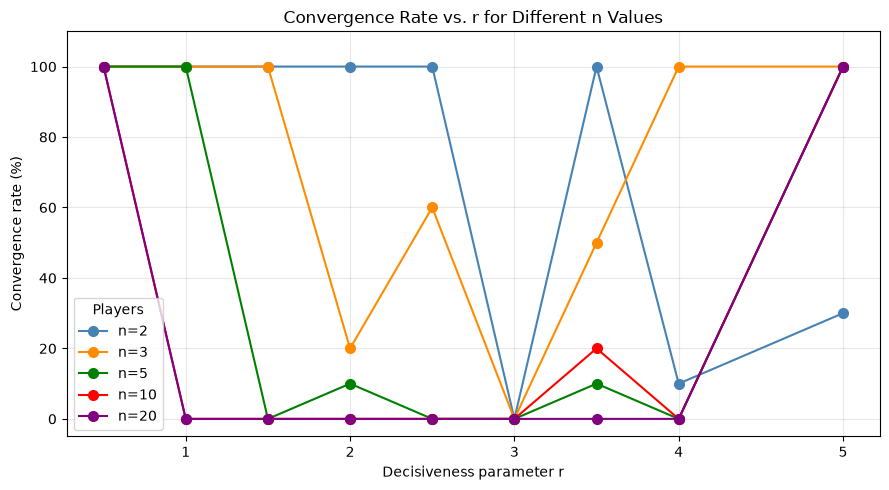 Convergence Rate vs. r for Different n Values
Convergence rate (%)
100
80
60
40
20
0
Players
n=2
n=3
n=5
n=10
n=20
1
2
3
4
5
Decisiveness parameter r